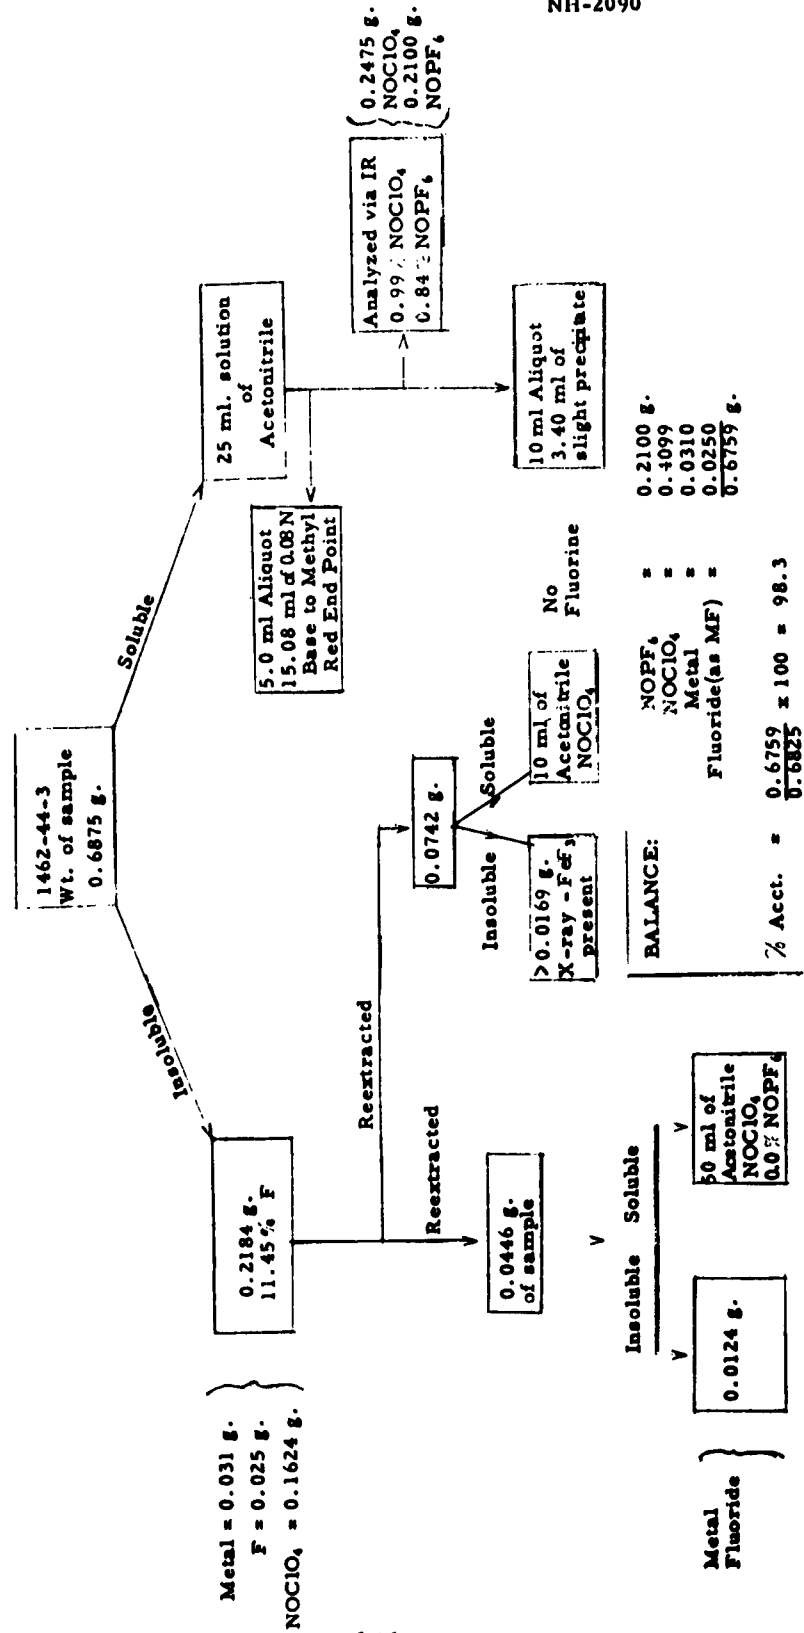 NH-2090
1462-44-3
Wt. of sample
0.6875 g.
Insoluble
Soluble
Metal = 0.031 g.
F = 0.025 g.
NOClO₄ = 0.1624 g.
0.2184 g.
11.45% F
25 ml. solution
of
Acetonitrile
5.0 ml Aliquot
15.08 ml of 0.08 N
Base to Methyl
Red End Point
Analyzed via IR
0.99% NOClO₄
0.84% NOPF₆
0.2475 g.
NOClO₄
0.2100 g.
NOPF₆
10 ml Aliquot
3.40 ml of
slight precipitate
Reextracted
Reextracted
0.0446 g.
of sample
0.0742 g.
Insoluble
Soluble
>0.0169 g.
X-ray - FeF₃
present
10 ml of
Acetonitrile
NOClO₄
No
Fluorine
Insoluble Soluble
Metal
Fluoride
0.0124 g.
50 ml of
Acetonitrile
NOClO₄
0.0% NOPF₆
BALANCE:
NOPF₆ = 0.2100 g.
NOClO₄ = 0.4099
Metal = 0.0310
Fluoride(as MF) = 0.0250
0.6759 g.
% Acct. = 0.6759 x 100 = 98.3
0.6825